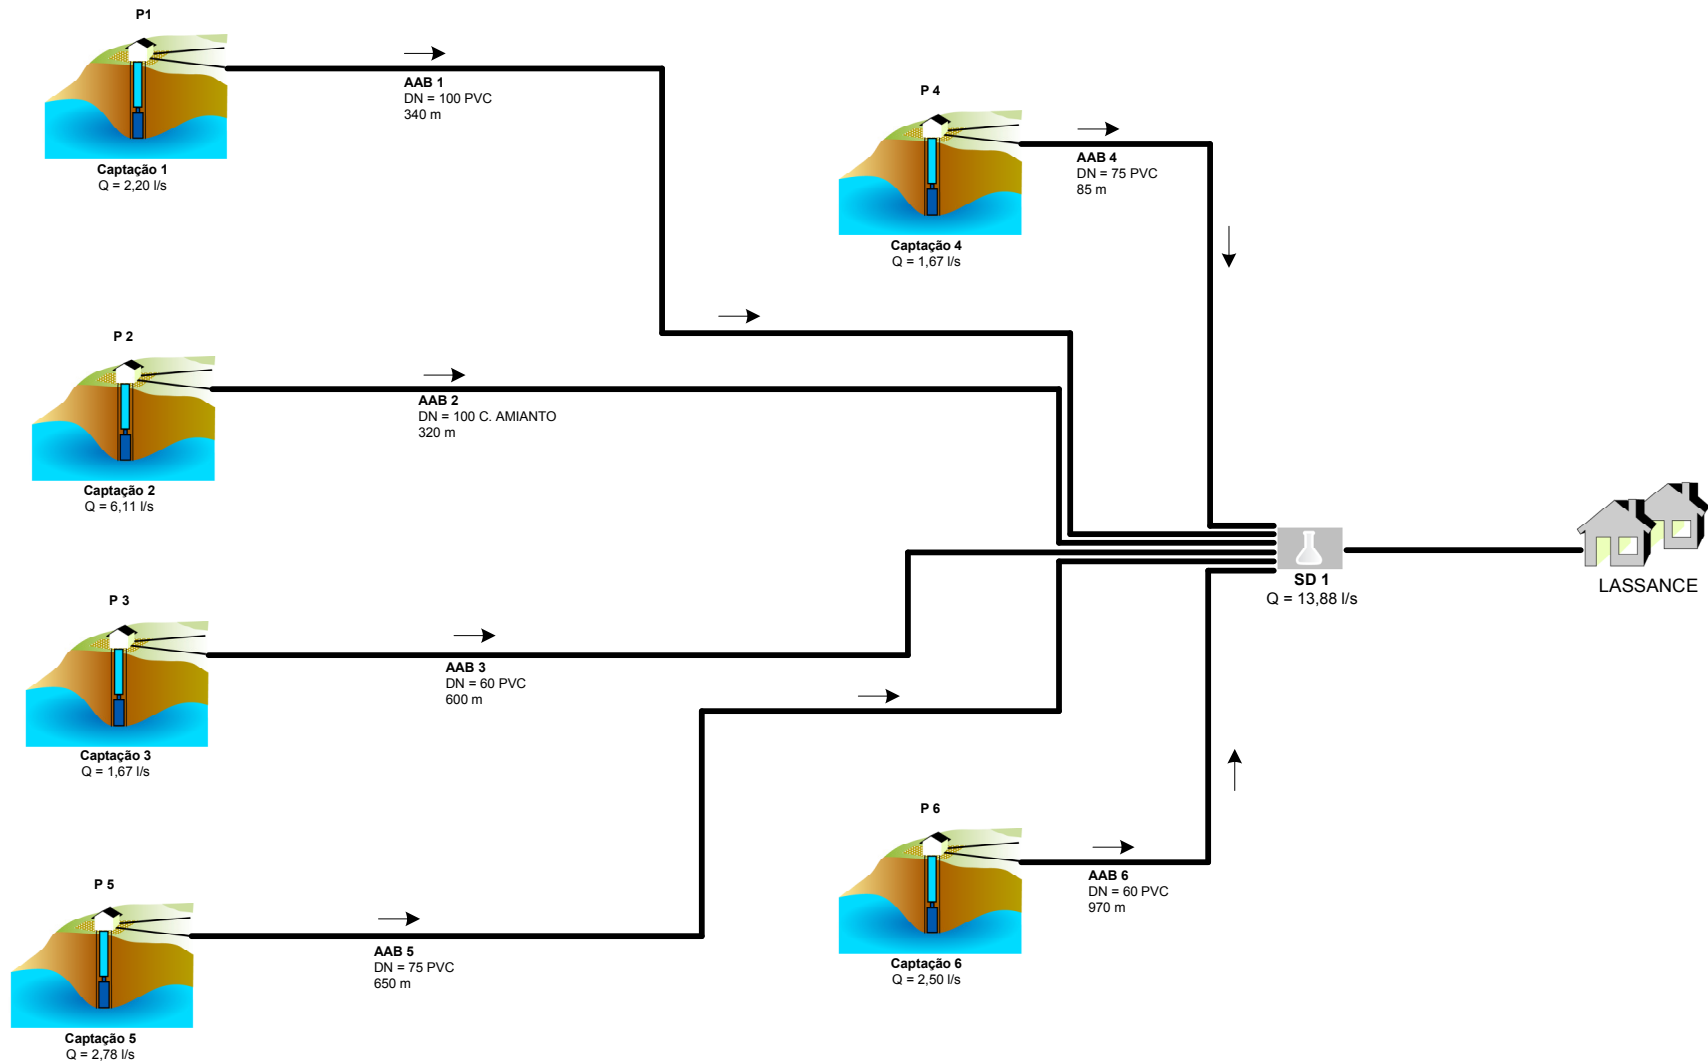 P1
Captação 1
Q = 2,20 l/s
AAB 1
DN = 100 PVC
340 m
P 4
Captação 4
Q = 1,67 l/s
AAB 4
DN = 75 PVC
85 m
P 2
Captação 2
Q = 6,11 l/s
AAB 2
DN = 100 C. AMIANTO
320 m
SD 1
Q = 13,88 l/s
LASSANCE
P 3
Captação 3
Q = 1,67 l/s
AAB 3
DN = 60 PVC
600 m
P 6
Captação 6
Q = 2,50 l/s
AAB 6
DN = 60 PVC
970 m
P 5
Captação 5
Q = 2,78 l/s
AAB 5
DN = 75 PVC
650 m